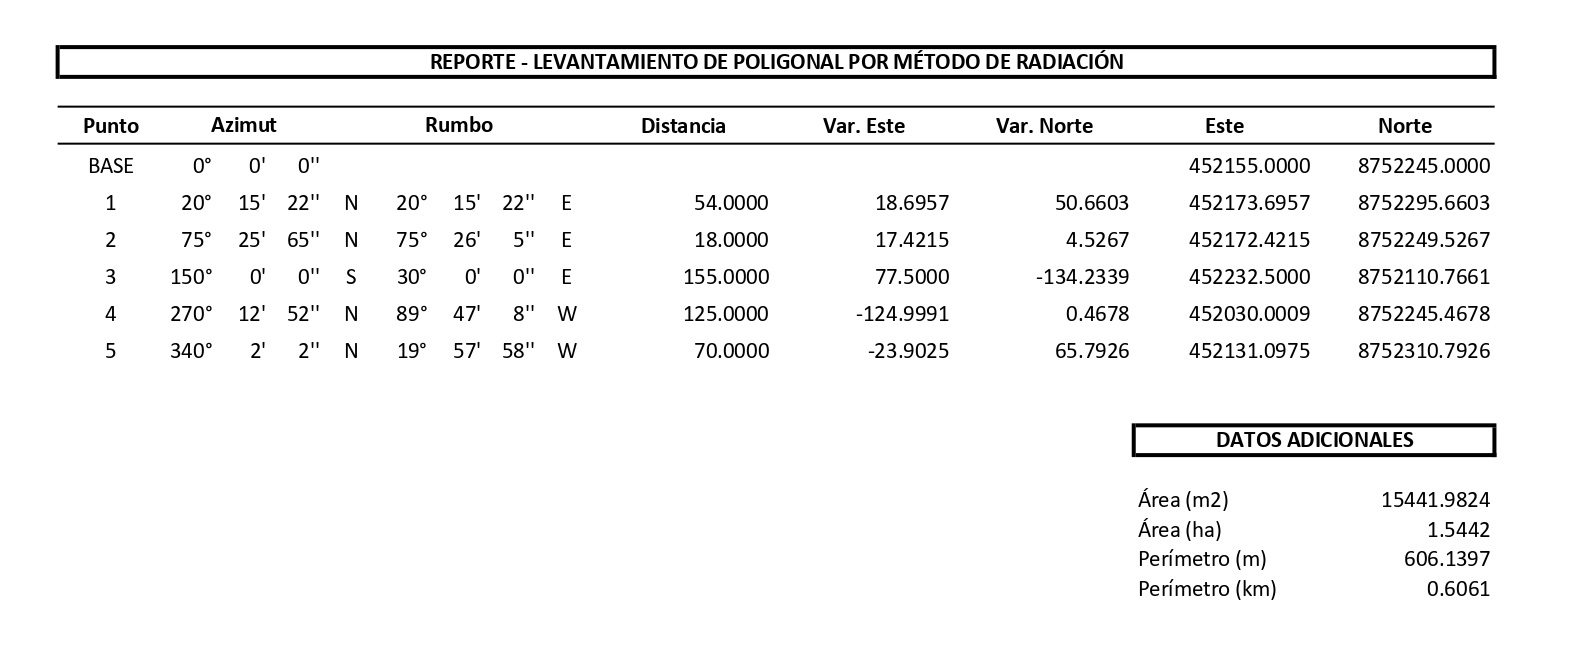 REPORTE - LEVANTAMIENTO DE POLIGONAL POR MÉTODO DE RADIACIÓN
Punto Azimut Rumbo Distancia Var. Este Var. Norte Este Norte
BASE 0° 0' 0'' 452155.0000 8752245.0000
1 20° 15' 22'' N 20° 15' 22'' E 54.0000 18.6957 50.6603 452173.6957 8752295.6603
2 75° 25' 65'' N 75° 26' 5'' E 18.0000 17.4215 4.5267 452172.4215 8752249.5267
3 150° 0' 0'' S 30° 0' 0'' E 155.0000 77.5000 -134.2339 452232.5000 8752110.7661
4 270° 12' 52'' N 89° 47' 8'' W 125.0000 -124.9991 0.4678 452030.0009 8752245.4678
5 340° 2' 2'' N 19° 57' 58'' W 70.0000 -23.9025 65.7926 452131.0975 8752310.7926
DATOS ADICIONALES
Área (m2) 15441.9824
Área (ha) 1.5442
Perímetro (m) 606.1397
Perímetro (km) 0.6061